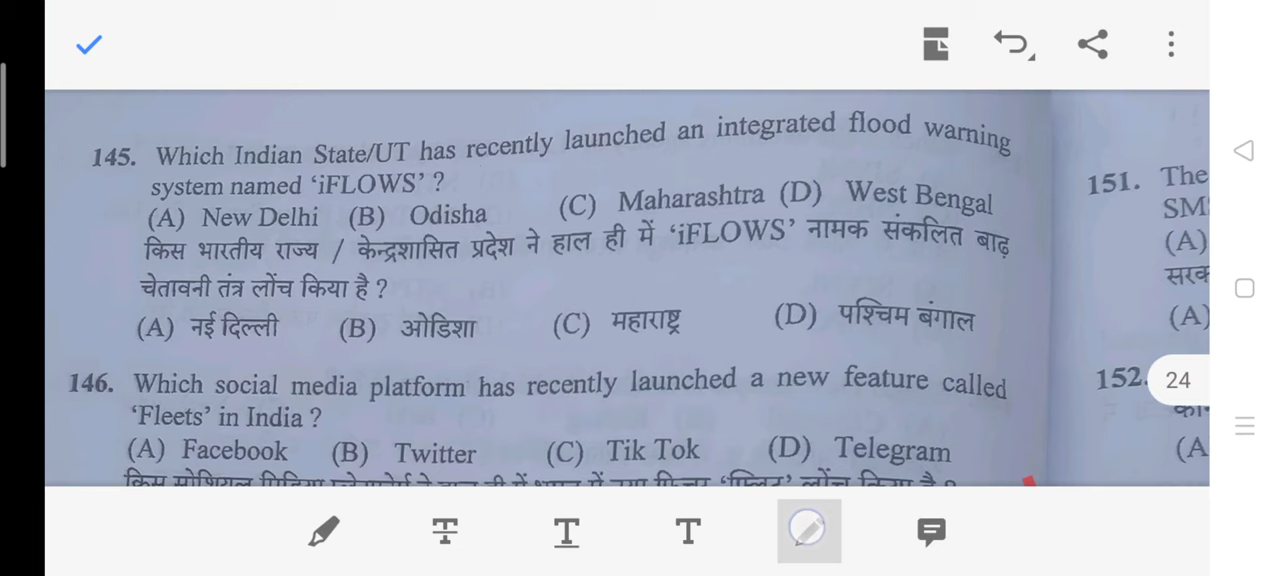 145. Which Indian State/UT has recently launched an integrated flood warning
system named 'iFLOWS' ?
(A) New Delhi (B) Odisha (C) Maharashtra (D) West Bengal
किस भारतीय राज्य / केन्द्रशासित प्रदेश ने हाल ही में 'iFLOWS' नामक संकलित बाढ़
चेतावनी तंत्र लोंच किया है ?
(A) नई दिल्ली (B) ओडिशा (C) महाराष्ट्र (D) पश्चिम बंगाल
146. Which social media platform has recently launched a new feature called
'Fleets' in India ?
(A) Facebook (B) Twitter (C) Tik Tok (D) Telegram
151. The
SM
(A)
(A)
152.
24
(A